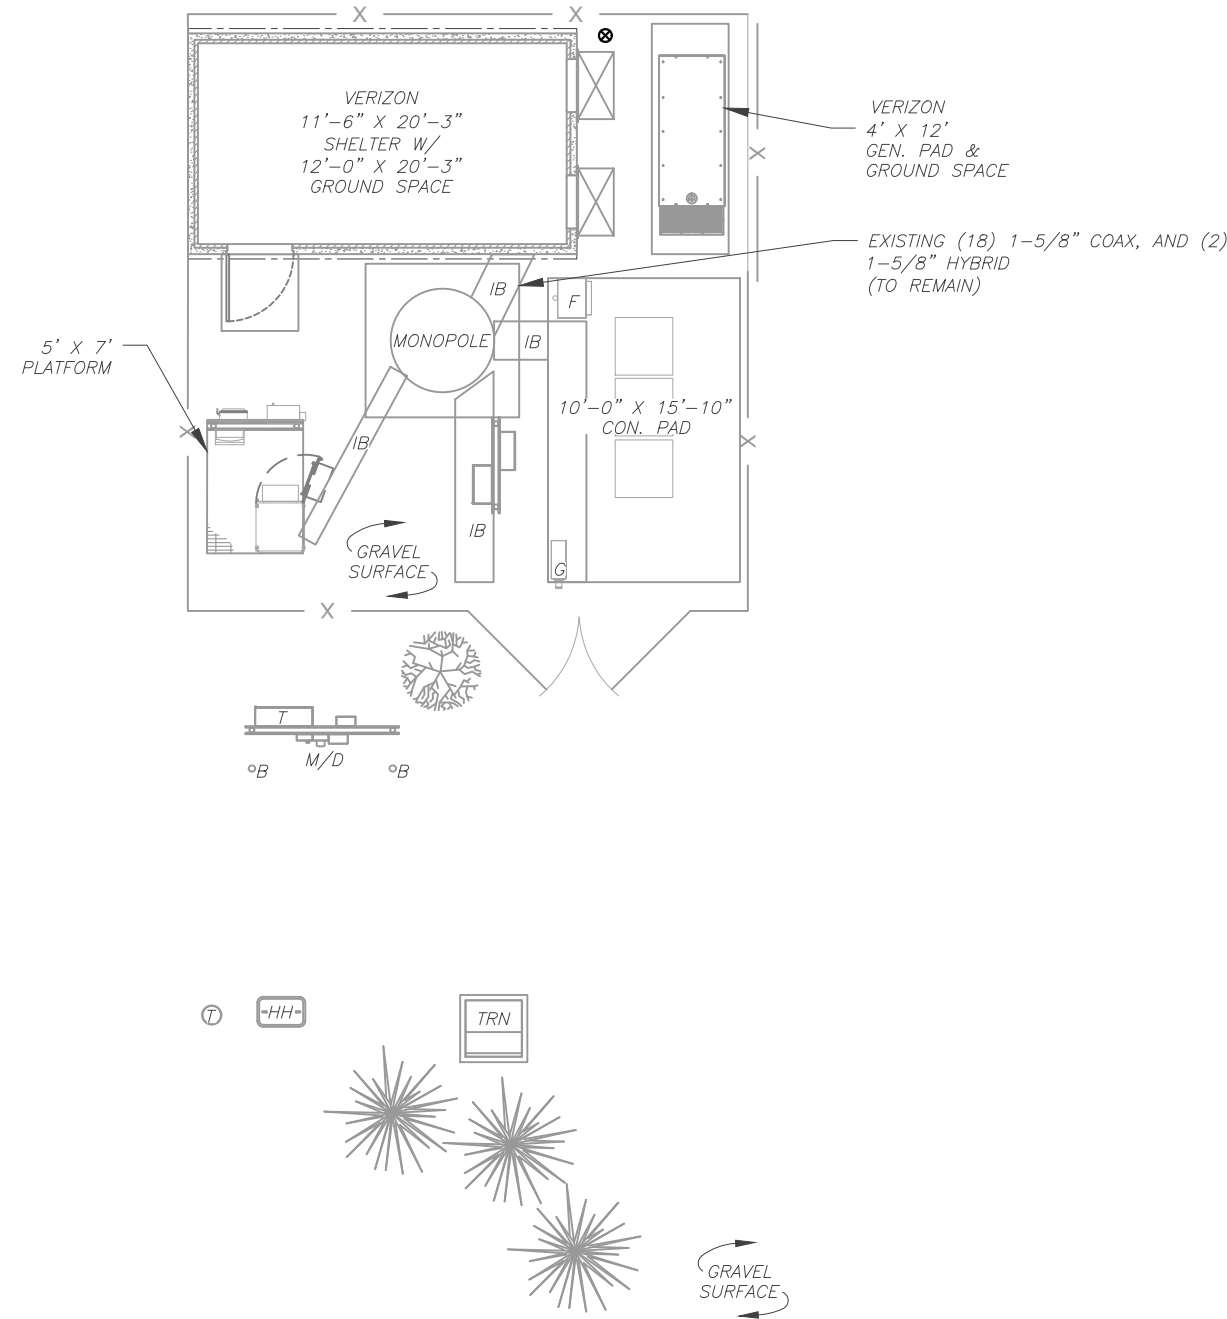 X X
VERIZON
11'-6" X 20'-3"
SHELTER W/
12'-0" X 20'-3"
GROUND SPACE
VERIZON
4' X 12'
GEN. PAD &
GROUND SPACE
X
EXISTING (18) 1-5/8" COAX, AND (2)
1-5/8" HYBRID
(TO REMAIN)
IB
F
MONOPOLE
IB
5' X 7'
PLATFORM
10'-0" X 15'-10"
CON. PAD
X
IB
X
IB
GRAVEL
SURFACE
G
X
T
M/D
B
B
T
-HH-
TRN
GRAVEL
SURFACE